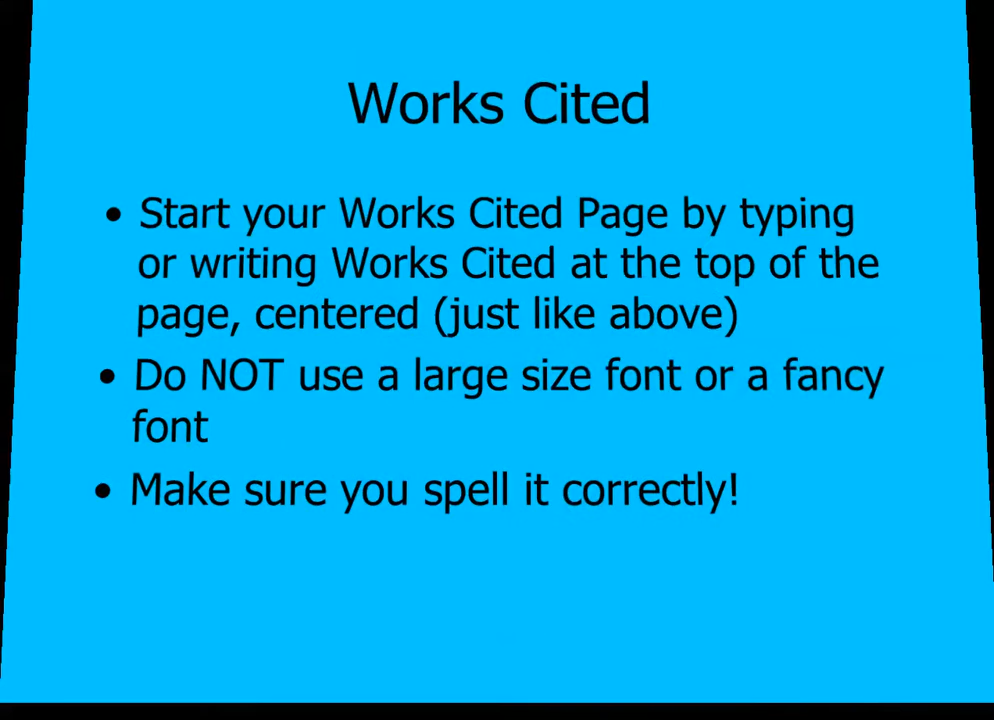 Works Cited
• Start your Works Cited Page by typing
or writing Works Cited at the top of the
page, centered (just like above)
• Do NOT use a large size font or a fancy
font
• Make sure you spell it correctly!